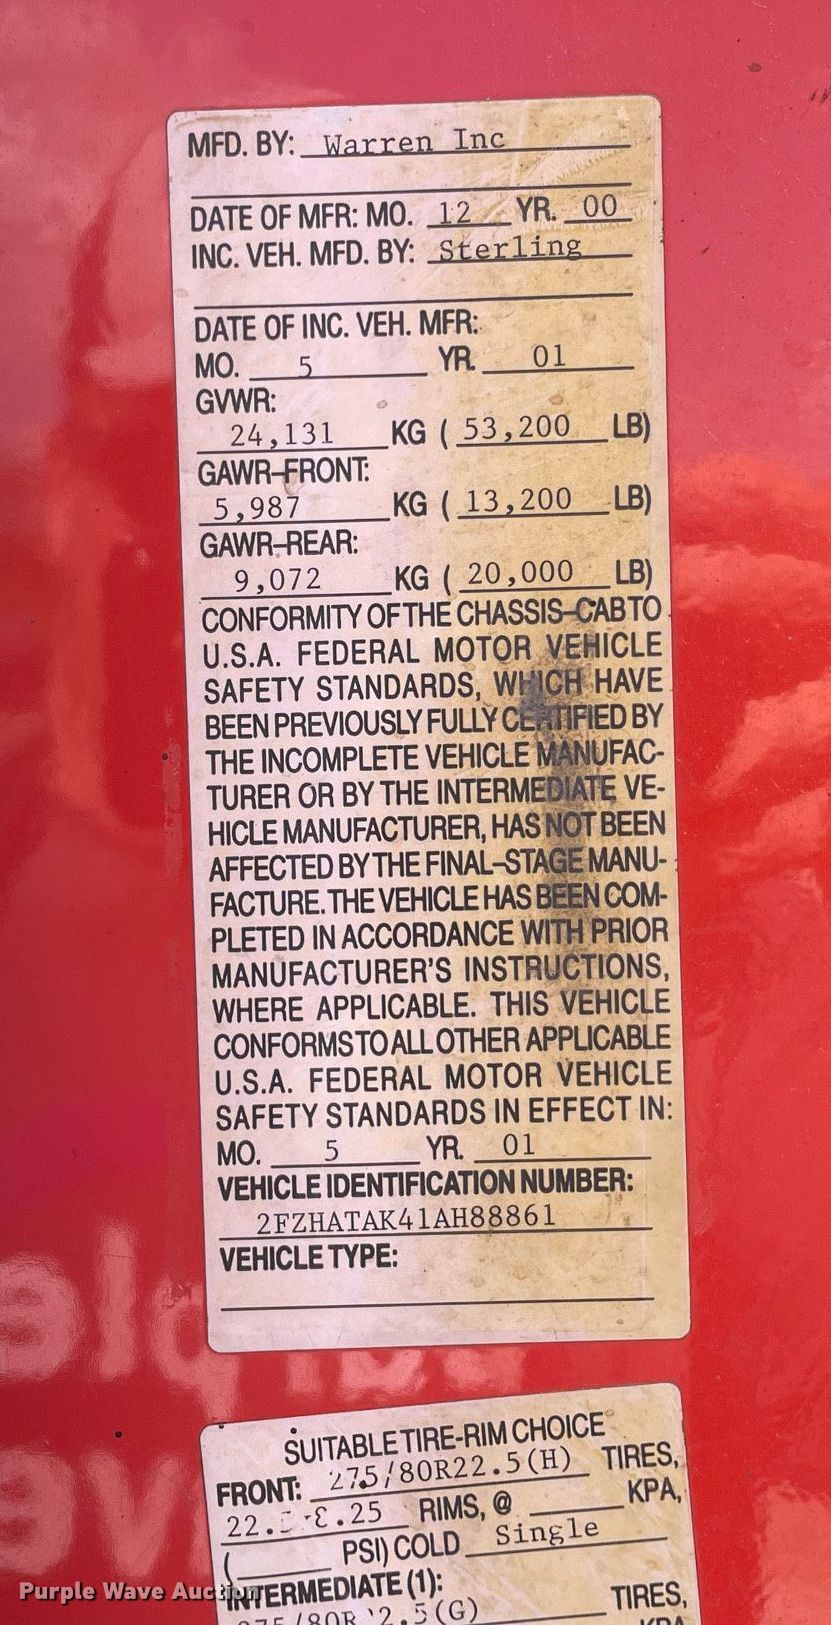 MFD. BY: Warren Inc
DATE OF MFR: MO. 12 YR. 00
INC. VEH. MFD. BY: Sterling
DATE OF INC. VEH. MFR:
MO. 5 YR. 01
GVWR:
24,131 KG ( 53,200 LB)
GAWR-FRONT:
5,987 KG ( 13,200 LB)
GAWR-REAR:
9,072 KG ( 20,000 LB)
CONFORMITY OF THE CHASSIS-CAB TO
U.S.A. FEDERAL MOTOR VEHICLE
SAFETY STANDARDS, WHICH HAVE
BEEN PREVIOUSLY FULLY CERTIFIED BY
THE INCOMPLETE VEHICLE MANUFAC-
TURER OR BY THE INTERMEDIATE VE-
HICLE MANUFACTURER, HAS NOT BEEN
AFFECTED BY THE FINAL-STAGE MANU-
FACTURE. THE VEHICLE HAS BEEN COM-
PLETED IN ACCORDANCE WITH PRIOR
MANUFACTURER'S INSTRUCTIONS,
WHERE APPLICABLE. THIS VEHICLE
CONFORMS TO ALL OTHER APPLICABLE
U.S.A. FEDERAL MOTOR VEHICLE
SAFETY STANDARDS IN EFFECT IN:
MO. 5 YR. 01
VEHICLE IDENTIFICATION NUMBER:
2FZHATAK41AH88861
VEHICLE TYPE:
SUITABLE TIRE-RIM CHOICE
FRONT: 275/80R22.5(H) TIRES,
RIMS, @ KPA,
( PSI) COLD Single
INTERMEDIATE (1):
TIRES,
Purple Wave Auction